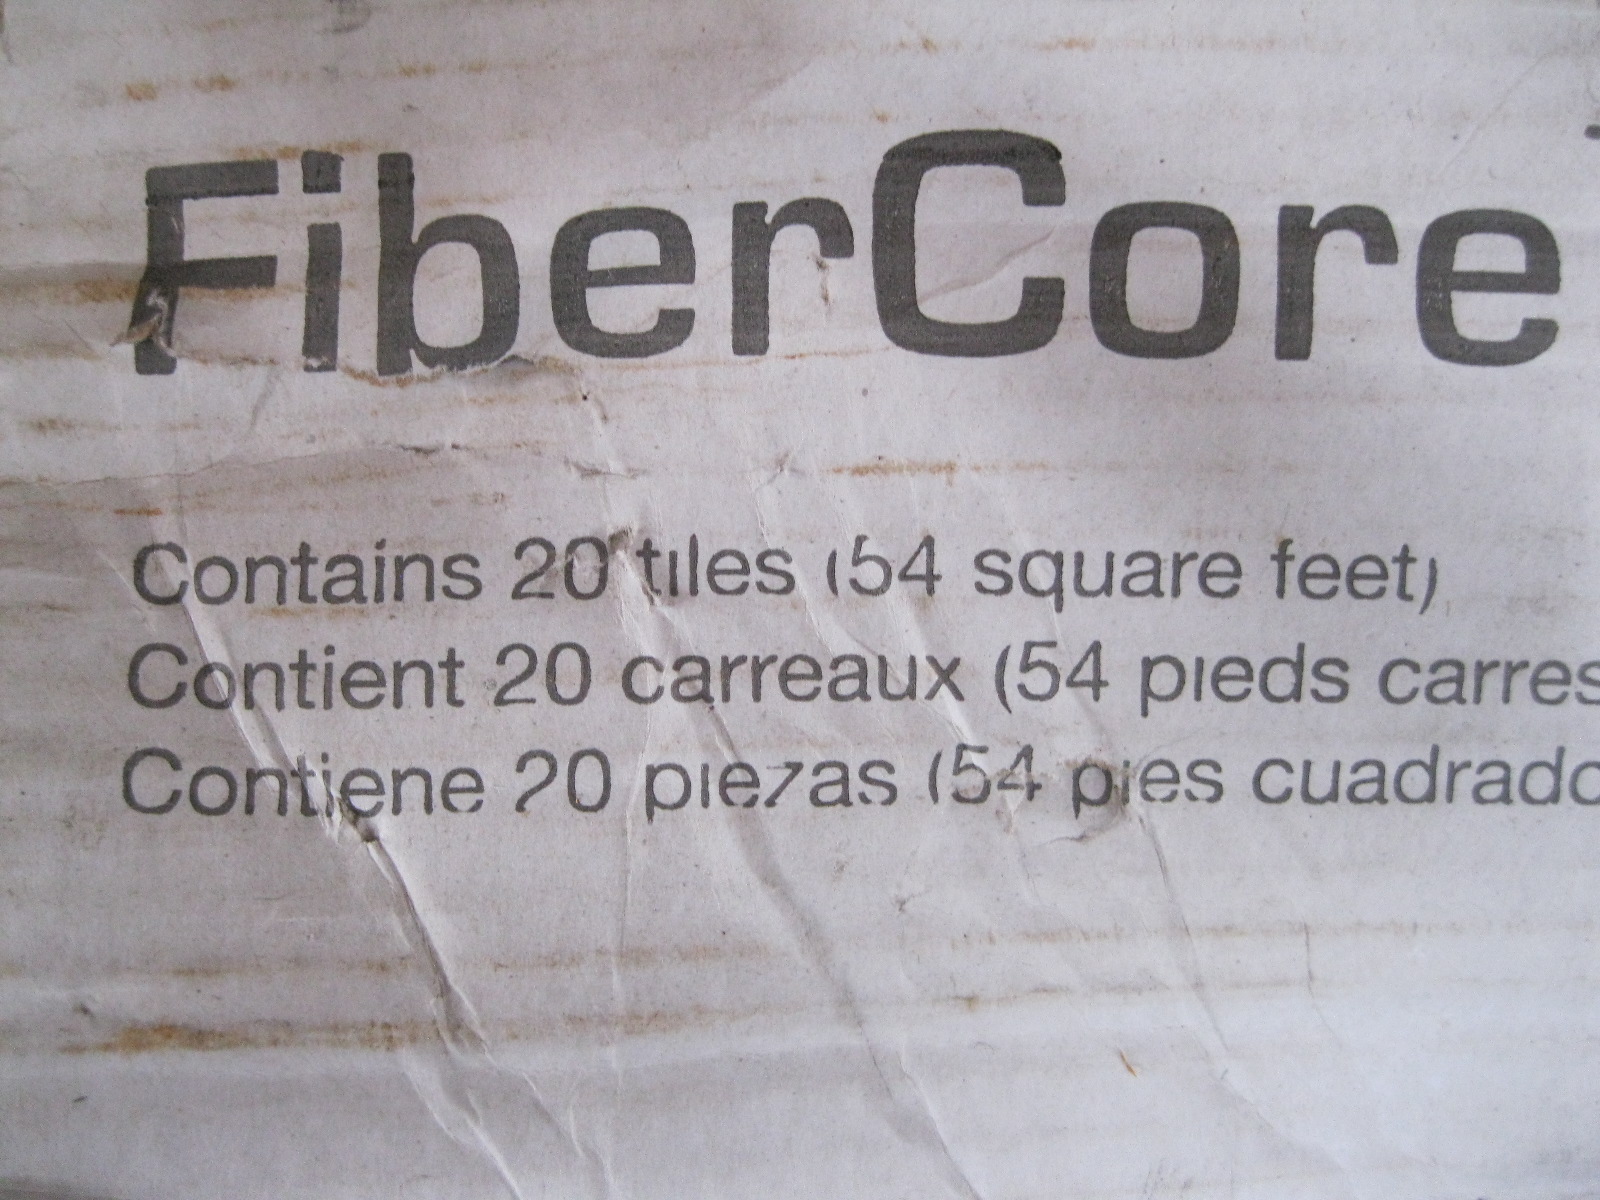 FiberCore
Contains 20 tiles (54 square feet)
Contient 20 carreaux (54 pieds carres
Contiene 20 piezas (54 pies cuadrado